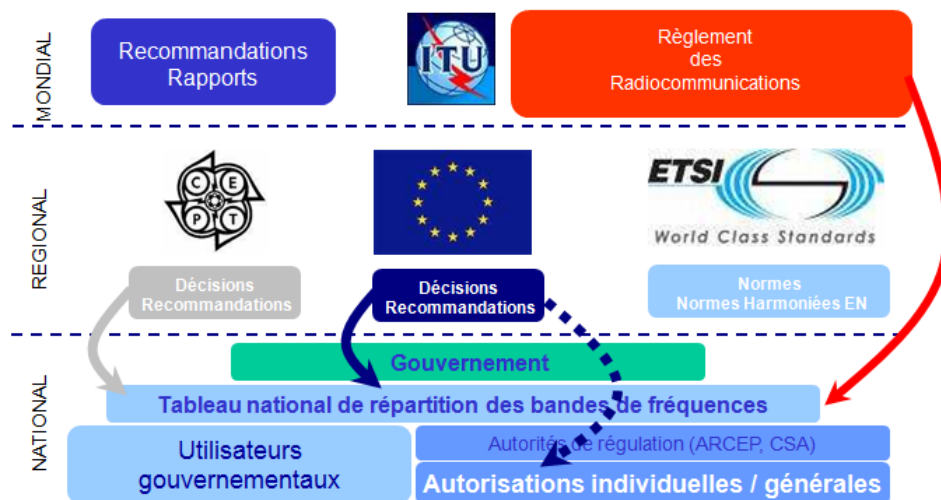 MONDIAL
Recommandations
Rapports
ITU
Règlement
des
Radiocommunications
REGIONAL
C E
P T
ETSI
World Class Standards
Décisions
Recommandations
Décisions
Recommandations
Normes
Normes Harmoniées EN
NATIONAL
Gouvernement
Tableau national de répartition des bandes de fréquences
Utilisateurs
gouvernementaux
Autorités de régulation (ARCEP, CSA)
Autorisations individuelles / générales